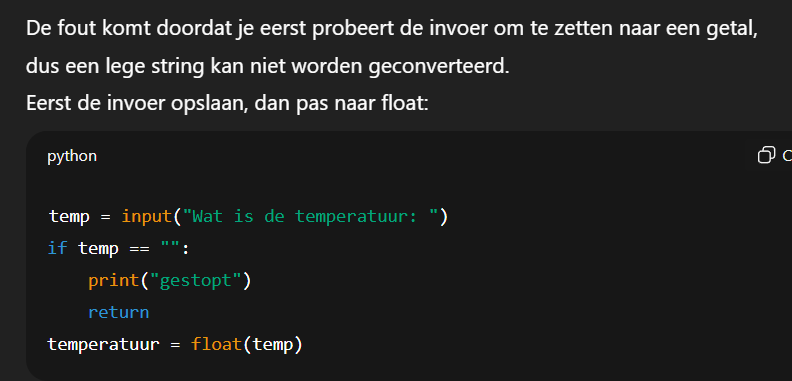 De fout komt doordat je eerst probeert de invoer om te zetten naar een getal,
dus een lege string kan niet worden geconverteerd.
Eerst de invoer opslaan, dan pas naar float:
python
temp = input("Wat is de temperatuur: ")
if temp == "":
    print("gestopt")
    return
temperatuur = float(temp)